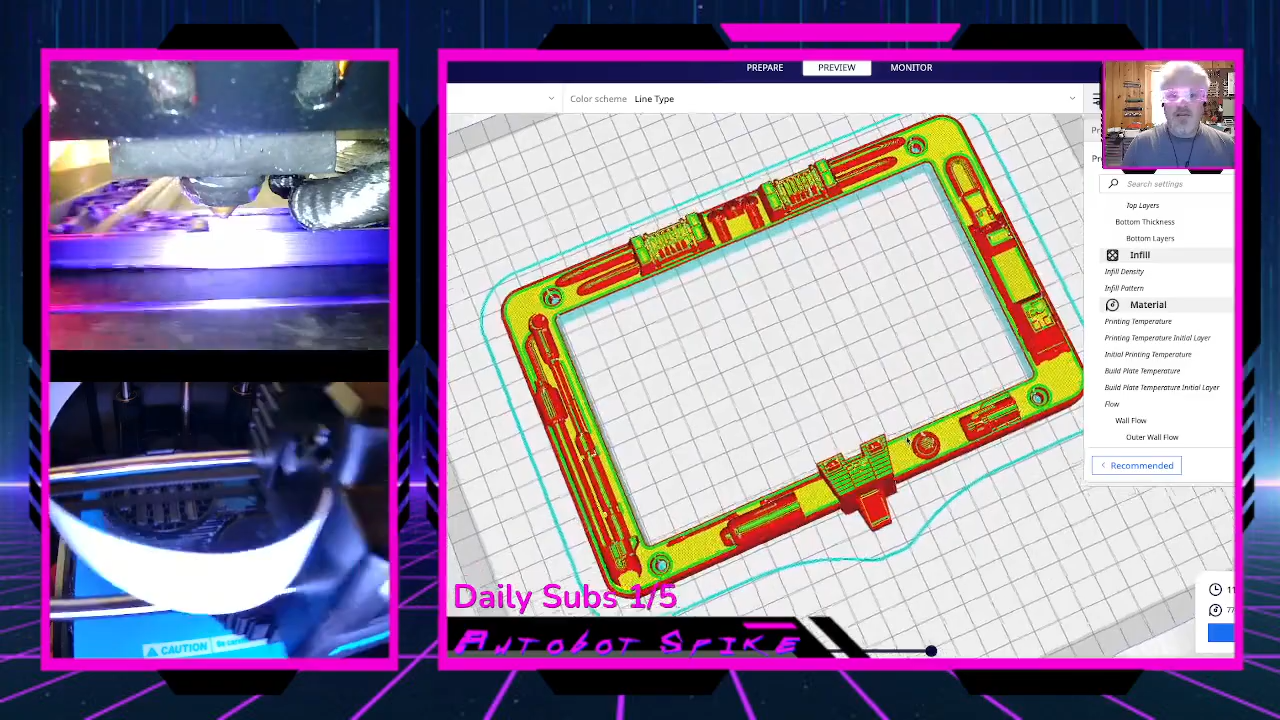 PREPARE PREVIEW MONITOR
Color scheme Line Type
Search settings
Top Layers
Bottom Thickness
Bottom Layers
Infill
Infill Density
Infill Pattern
Material
Printing Temperature
Printing Temperature Initial Layer
Initial Printing Temperature
Build Plate Temperature
Build Plate Temperature Initial Layer
Flow
Wall Flow
Outer Wall Flow
Recommended
Daily Subs 1/5
Autobot Spike
CAUTION